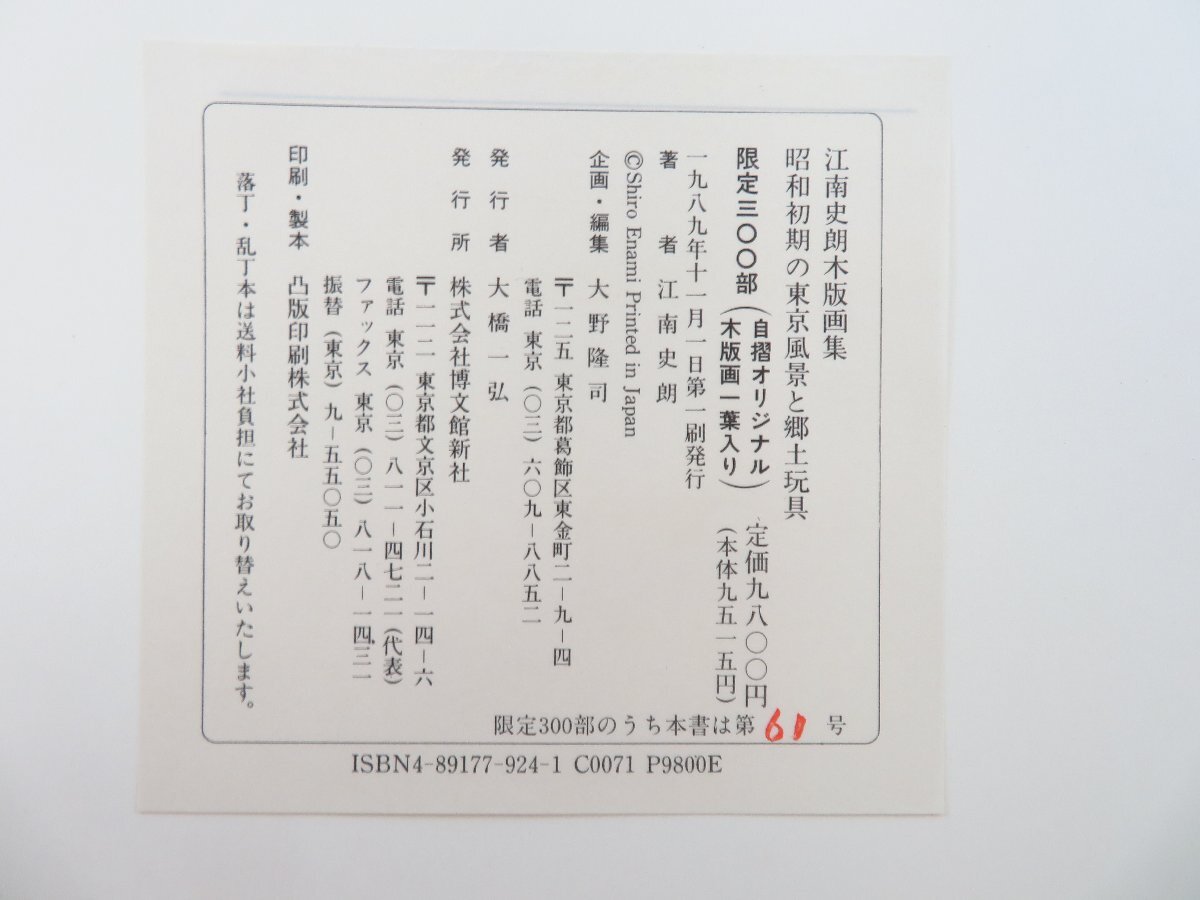 江南史朗木版画集
昭和初期の東京風景と郷土玩具
限定三〇〇部(自摺オリジナル 木版画一葉入り) 定価九八〇〇円
(本体九五一五円)
一九八九年十一月一日第一刷発行
著者 江南史朗
©Shiro Enami Printed in Japan
企画・編集 大野隆司
〒一二五 東京都葛飾区東金町二-九-四
電話 東京(〇三)六〇九-八八五二
発行者 大橋一弘
発行所 株式会社博文館新社
〒一一二 東京都文京区小石川二-一四-六
電話 東京(〇三)八一一-四七二一(代表)
ファックス 東京(〇三)八一八-一四三一
振替(東京)九-五五〇五〇
印刷・製本 凸版印刷株式会社
落丁・乱丁本は送料小社負担にてお取り替えいたします。
限定300部のうち本書は第61号
ISBN4-89177-924-1 C0071 P9800E